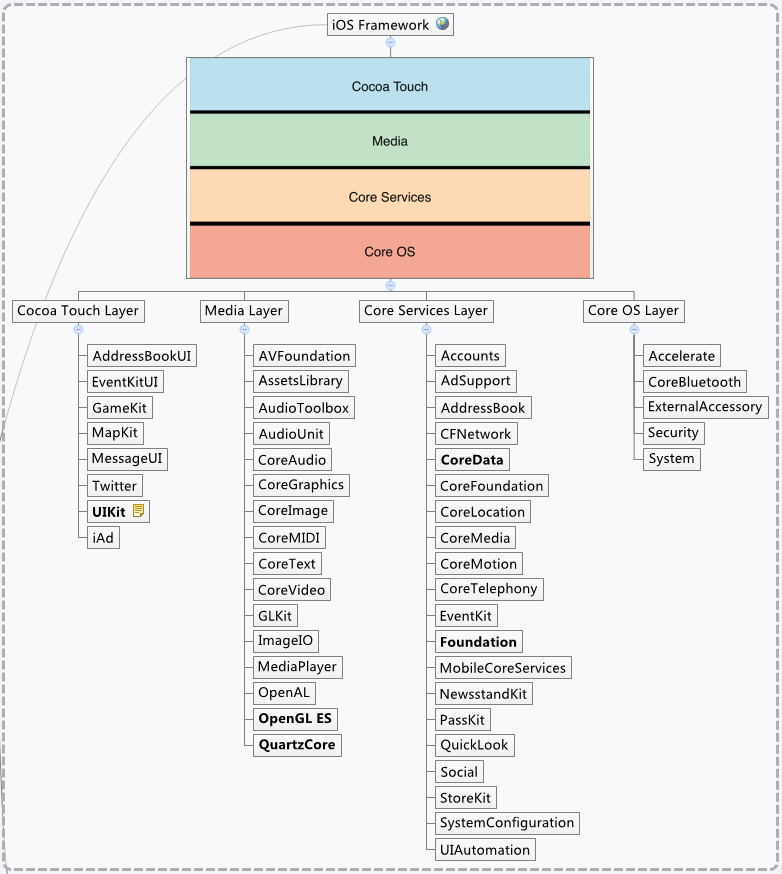 iOS Framework
Cocoa Touch
Media
Core Services
Core OS
Cocoa Touch Layer
AddressBookUI
EventKitUI
GameKit
MapKit
MessageUI
Twitter
UIKit
iAd
Media Layer
AVFoundation
AssetsLibrary
AudioToolbox
AudioUnit
CoreAudio
CoreGraphics
CoreImage
CoreMIDI
CoreText
CoreVideo
GLKit
ImageIO
MediaPlayer
OpenAL
OpenGL ES
QuartzCore
Core Services Layer
Accounts
AdSupport
AddressBook
CFNetwork
CoreData
CoreFoundation
CoreLocation
CoreMedia
CoreMotion
CoreTelephony
EventKit
Foundation
MobileCoreServices
NewsstandKit
PassKit
QuickLook
Social
StoreKit
SystemConfiguration
UIAutomation
Core OS Layer
Accelerate
CoreBluetooth
ExternalAccessory
Security
System